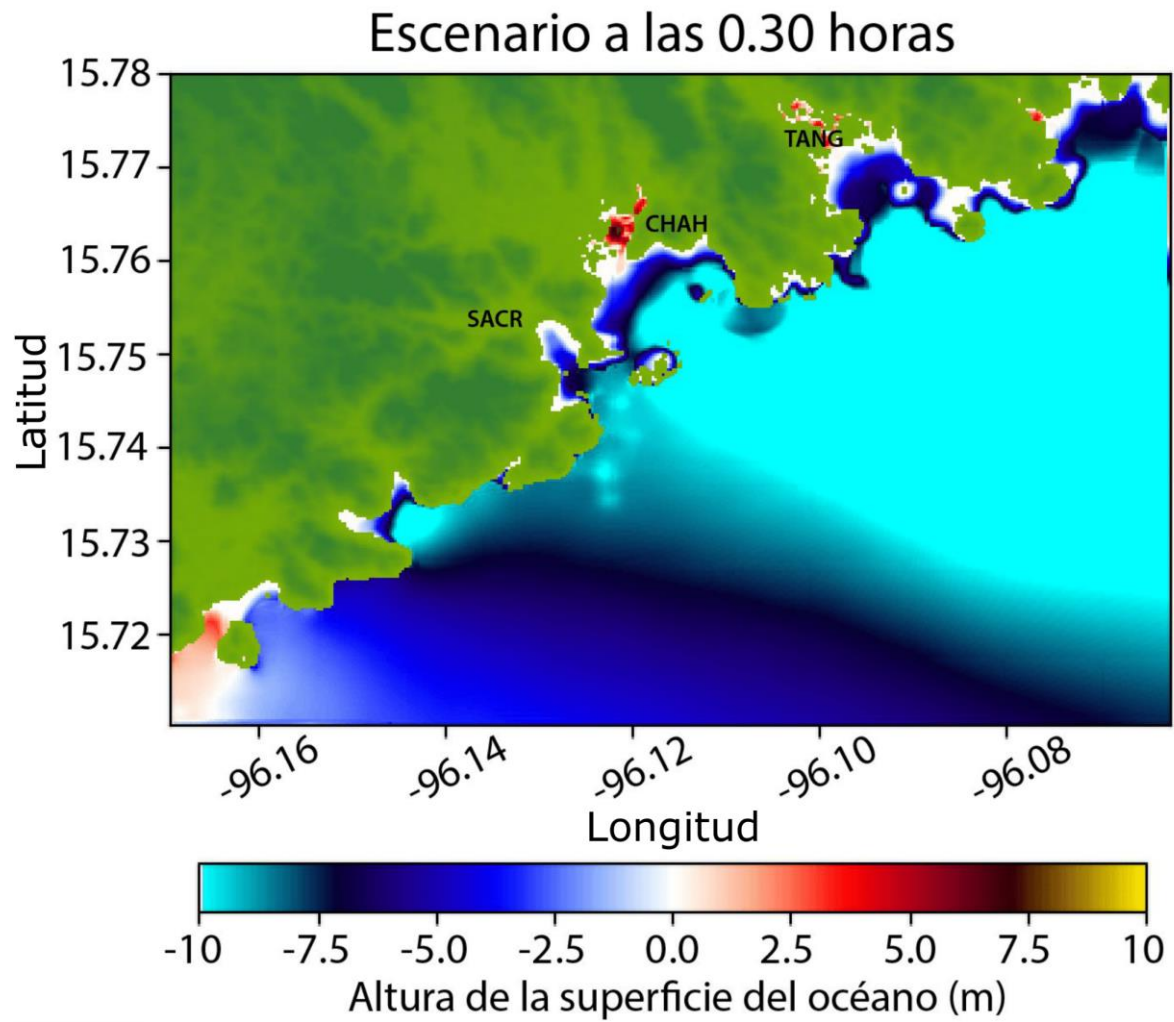 Escenario a las 0.30 horas
15.78
15.77
TANG
CHAH
15.76
SACR
15.75
Latitud
15.74
15.73
15.72
-96.16 -96.14 -96.12 -96.10 -96.08
Longitud
-10 -7.5 -5.0 -2.5 0.0 2.5 5.0 7.5 10
Altura de la superficie del océano (m)